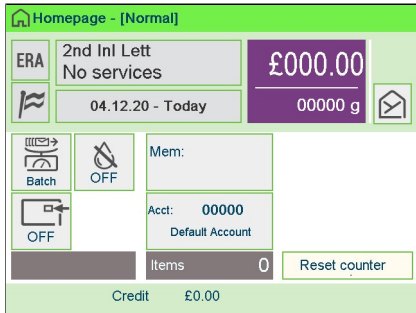 Homepage - [Normal]
ERA
2nd Inl Lett
No services
£000.00
04.12.20 - Today
00000 g
Batch
OFF
Mem:
OFF
Acct: 00000
Default Account
Items 0
Reset counter
Credit £0.00